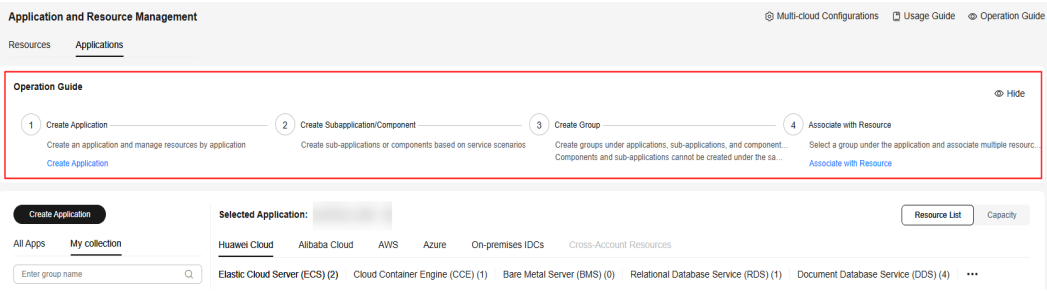 Application and Resource Management
Multi-cloud Configurations Usage Guide Operation Guide
Resources Applications
Operation Guide
Hide
1 Create Application 2 Create Subapplication/Component 3 Create Group 4 Associate with Resource
Create an application and manage resources by application Create sub-applications or components based on service scenarios Create groups under applications, sub-applications, and component... Select a group under the application and associate multiple resourc...
Components and sub-applications cannot be created under the sa...
Create Application Associate with Resource
Create Application Selected Application: Resource List Capacity
All Apps My collection Huawei Cloud Alibaba Cloud AWS Azure On-premises IDCs Cross-Account Resources
Enter group name Elastic Cloud Server (ECS) (2) Cloud Container Engine (CCE) (1) Bare Metal Server (BMS) (0) Relational Database Service (RDS) (1) Document Database Service (DDS) (4) •••